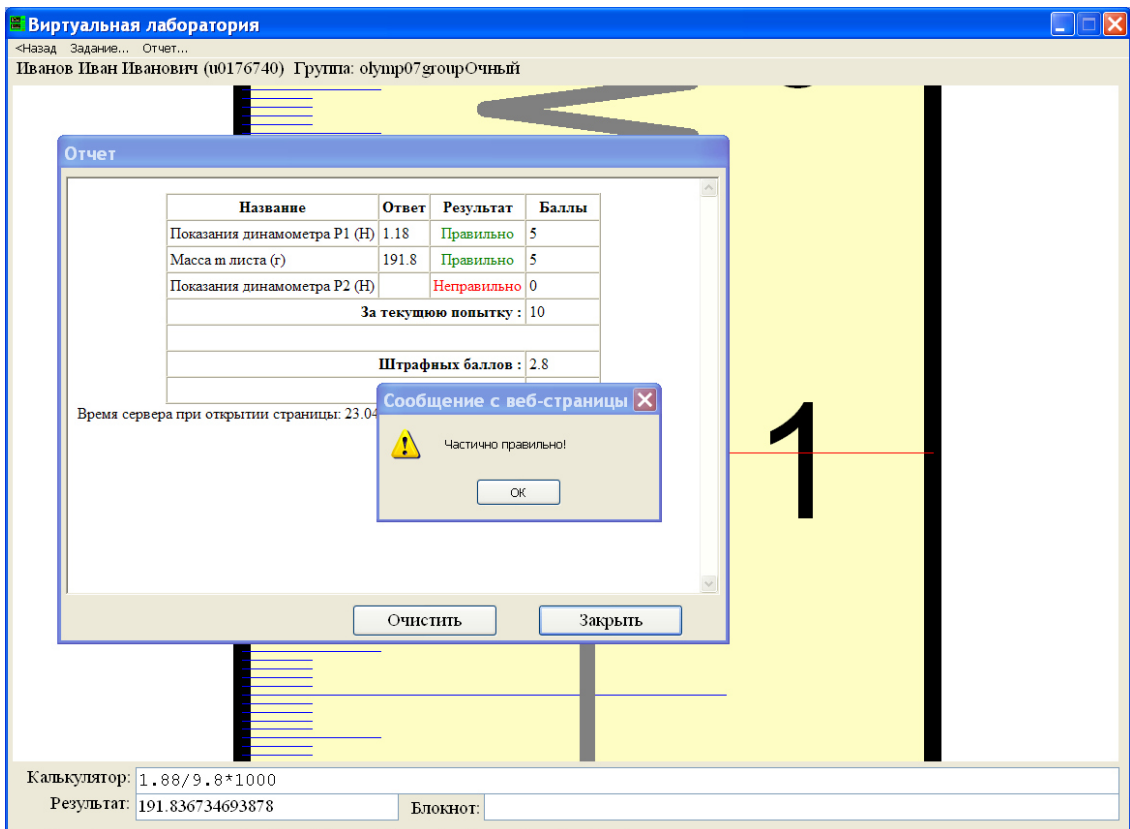 Виртуальная лаборатория
<Назад Задание... Отчет...
Иванов Иван Иванович (u0176740) Группа: olymp07groupОчный
Отчет
Название Ответ Результат Баллы
Показания динамометра P1 (Н) 1.18 Правильно 5
Масса m листа (г) 191.8 Правильно 5
Показания динамометра P2 (Н) Неправильно 0
За текущую попытку : 10
Штрафных баллов : 2.8
Время сервера при открытии страницы: 23.04
Сообщение с веб-страницы
Частично правильно!
ОК
1
Очистить Закрыть
Калькулятор: 1.88/9.8*1000
Результат: 191.836734693878 Блокнот: